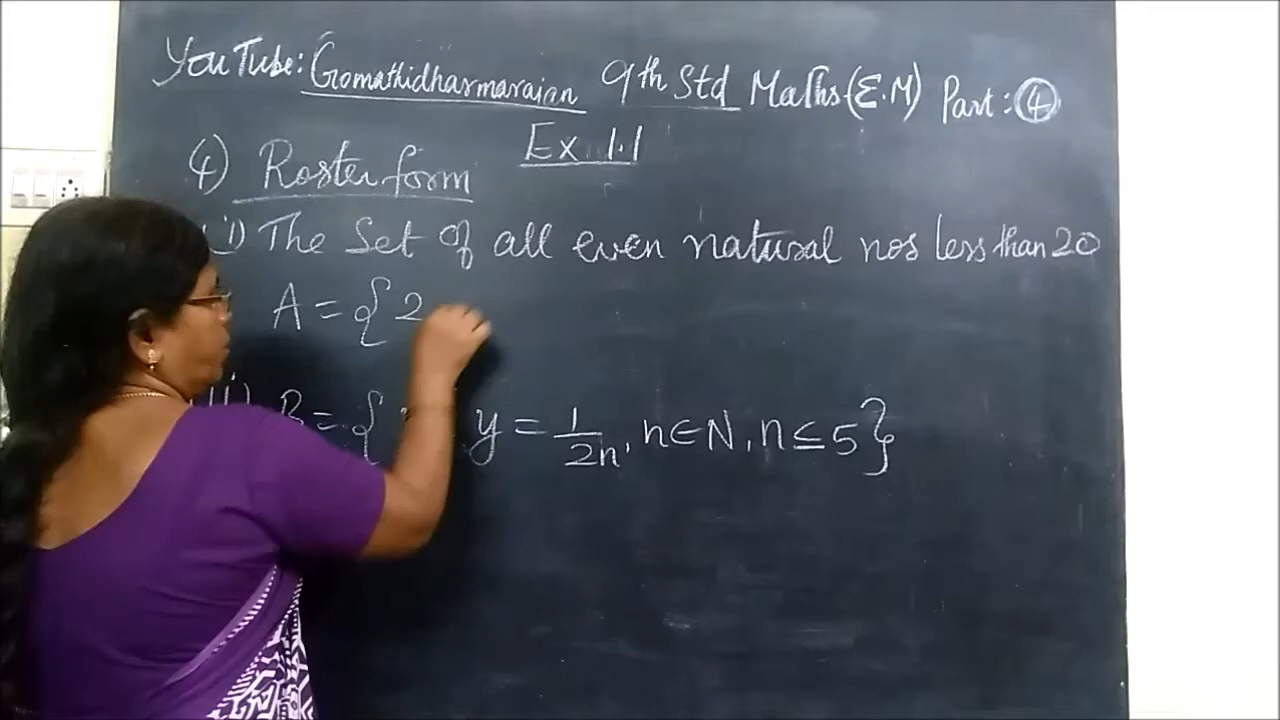 YouTube: Gomathidharmarajan 9th Std Maths (E.M) Part: 4
Ex 1.1
4) Roster form
i) The Set of all even natural nos less than 20
A = { 2
B = { y = 1/2n, n ∈ N, n ≤ 5 }